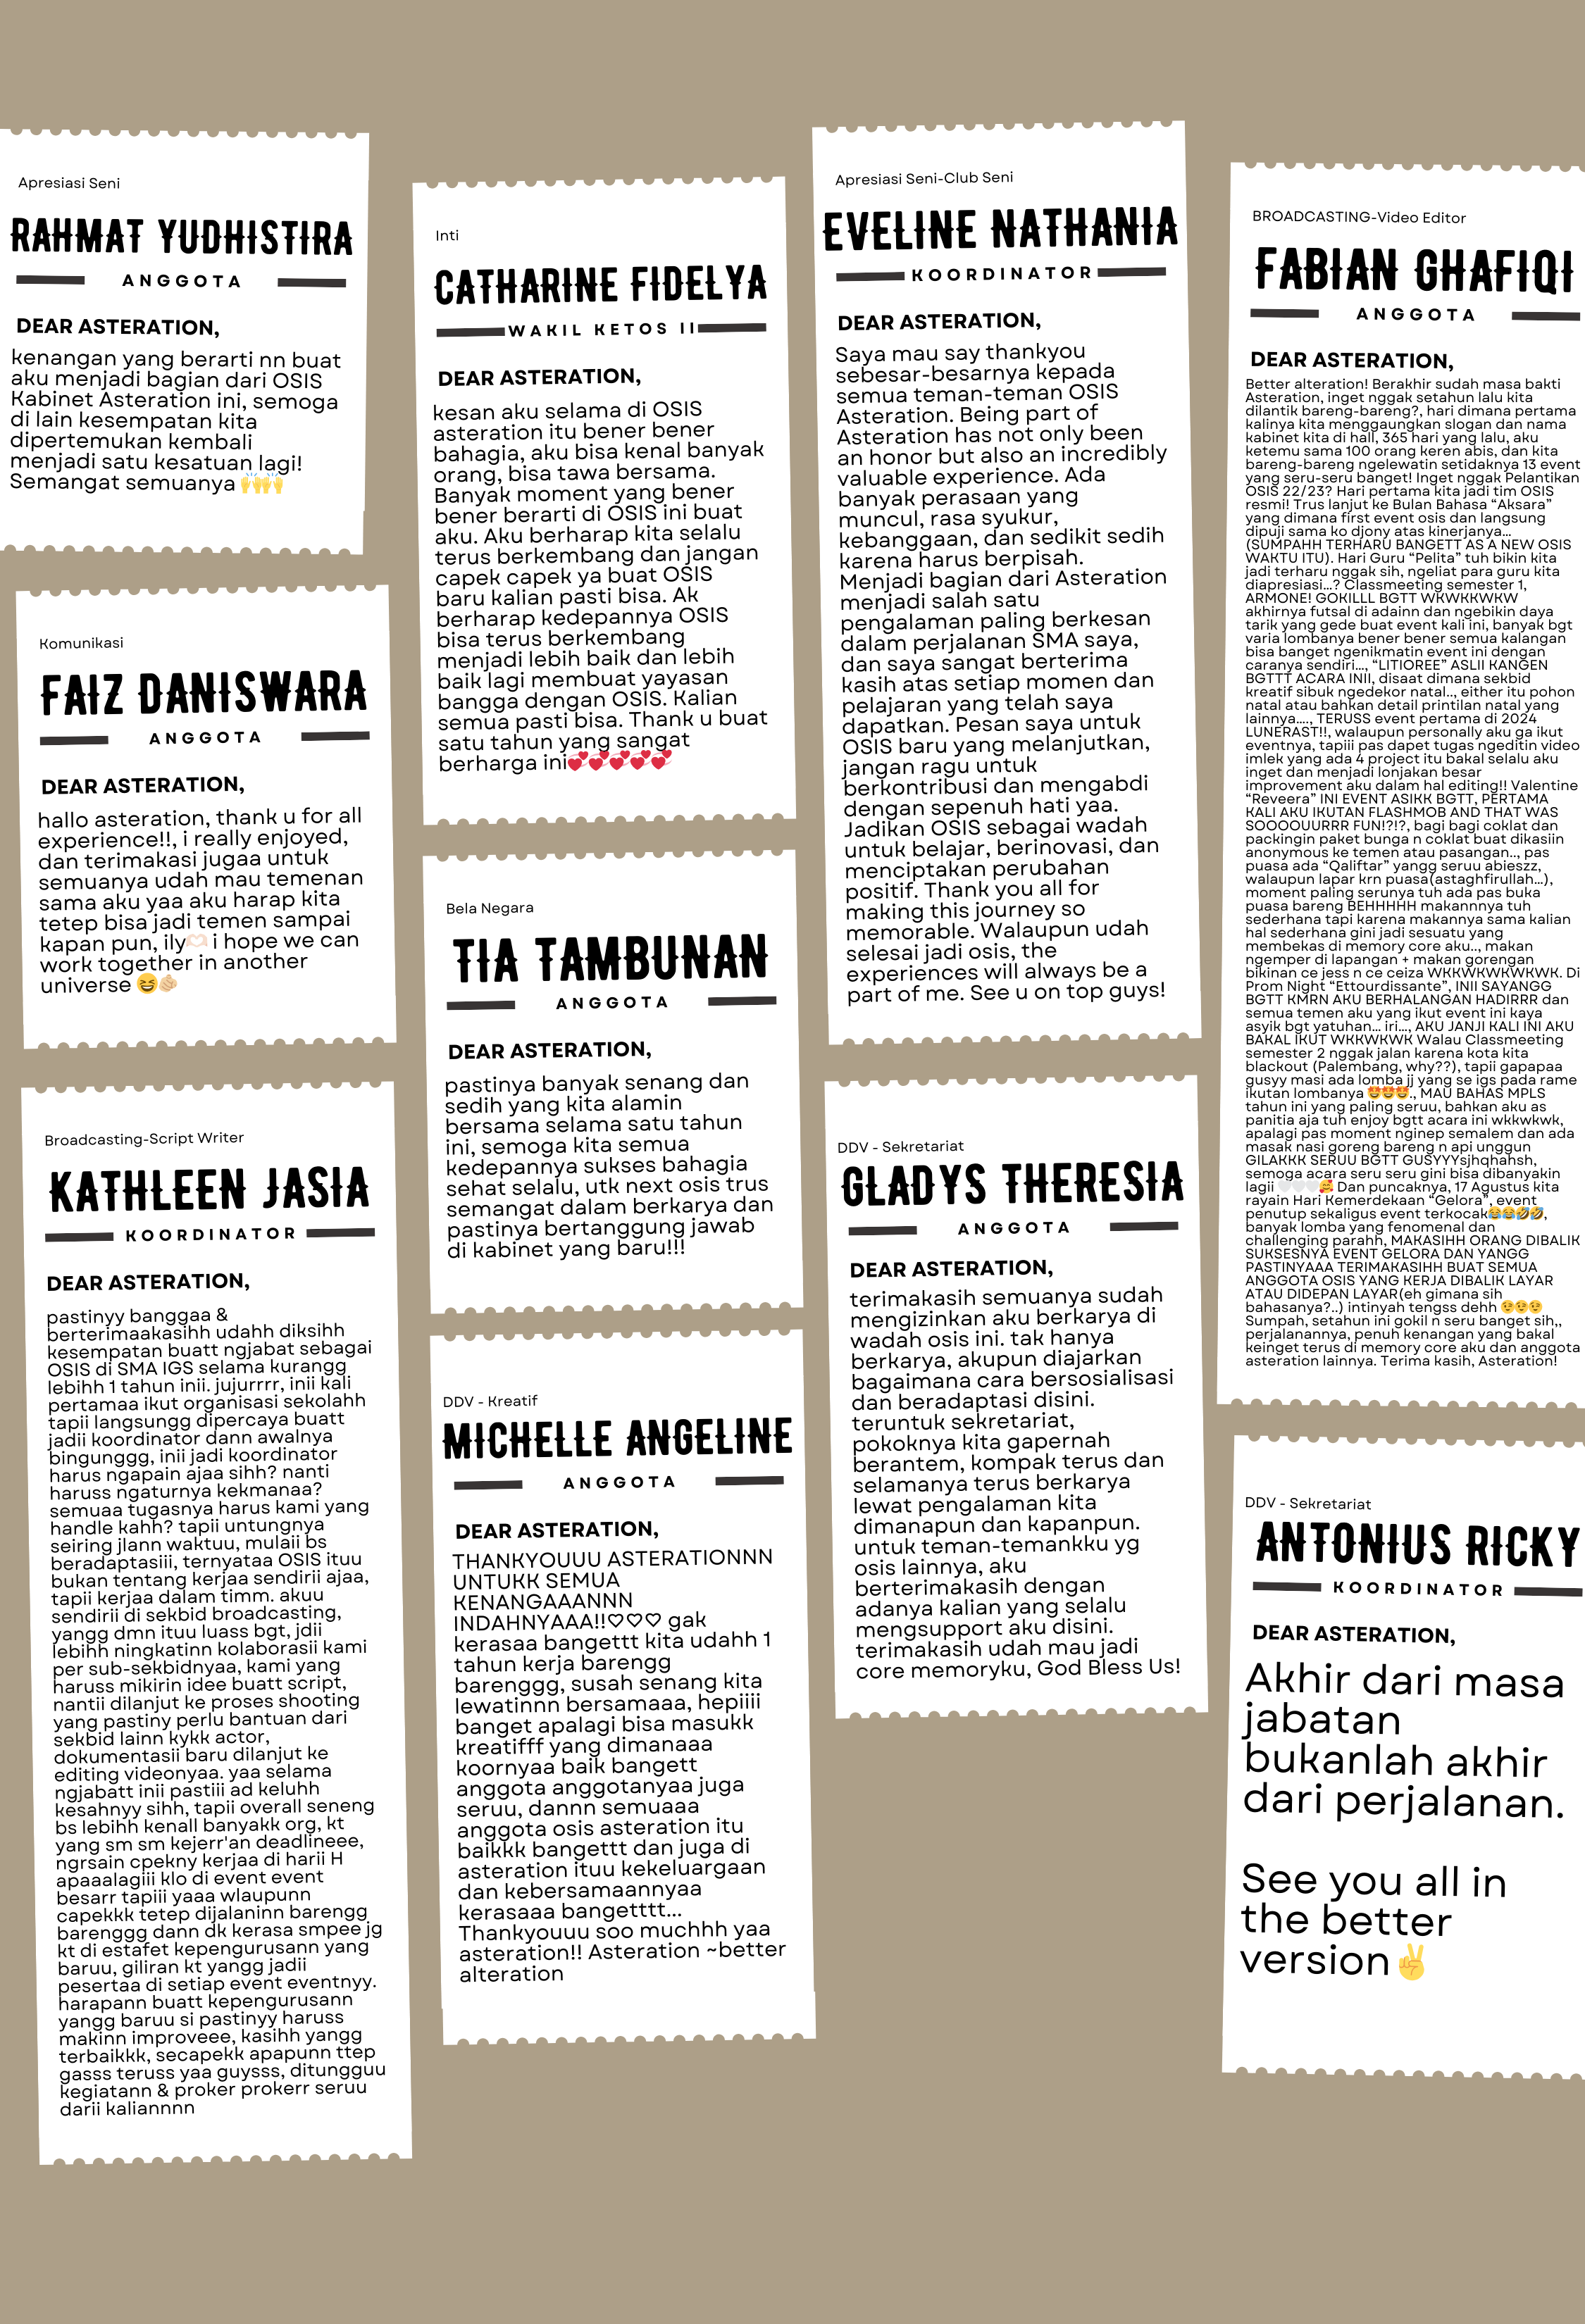 Apresiasi Seni
RAHMAT YUDHISTIRA
ANGGOTA
DEAR ASTERATION,
kenangan yang berarti nn buat
aku menjadi bagian dari OSIS
Kabinet Asteration ini, semoga
di lain kesempatan kita
dipertemukan kembali
menjadi satu kesatuan lagi!
Semangat semuanya 🙌🙌
Komunikasi
FAIZ DANISWARA
ANGGOTA
DEAR ASTERATION,
hallo asteration, thank u for all
experience!!, i really enjoyed,
dan terimakasi jugaa untuk
semuanya udah mau temenan
sama aku yaa aku harap kita
tetep bisa jadi temen sampai
kapan pun, ily🫶🏻 i hope we can
work together in another
universe 😆🫵🏻
Broadcasting-Script Writer
KATHLEEN JASIA
KOORDINATOR
DEAR ASTERATION,
pastinyy banggaa &
berterimaakasihh udahh diksihh
kesempatan buatt ngjabat sebagai
OSIS di SMA IGS selama kurangg
lebihh 1 tahun inii. jujurrrr, inii kali
pertamaa ikut organisasi sekolahh
tapii langsungg dipercaya buatt
jadii koordinator dann awalnya
bingunggg, inii jadi koordinator
harus ngapain ajaa sihh? nanti
haruss ngaturnya kekmanaa?
semuaa tugasnya harus kami yang
handle kahh? tapii untungnya
seiring jlann waktuu, mulaii bs
beradaptasiii, ternyataa OSIS ituu
bukan tentang kerjaa sendirii ajaa,
tapii kerjaa dalam timm. akuu
sendirii di sekbid broadcasting,
yangg dmn ituu luass bgt, jdii
lebihh ningkatinn kolaborasii kami
per sub-sekbidnyaa, kami yang
haruss mikirin idee buatt script,
nantii dilanjut ke proses shooting
yang pastiny perlu bantuan dari
sekbid lainn kykk actor,
dokumentasii baru dilanjut ke
editing videonyaa. yaa selama
ngjabatt inii pastiii ad keluhh
kesahnyy sihh, tapii overall seneng
bs lebihh kenall banyakk org, kt
yang sm sm kejerr'an deadlineee,
ngrsain cpekny kerjaa di harii H
apaaalagiii klo di event event
besarr tapiii yaaa wlaupunn
capekkk tetep dijalaninn barengg
barenggg dann dk kerasa smpee jg
kt di estafet kepengurusann yang
baruu, giliran kt yangg jadii
pesertaa di setiap event eventnyy.
harapann buatt kepengurusann
yangg baruu si pastinyy haruss
makinn improveee, kasihh yangg
terbaikkk, secapekk apapunn ttep
gasss teruss yaa guysss, ditungguu
kegiatann & proker prokerr seruu
darii kaliannnn
Inti
CATHARINE FIDELYA
WAKIL KETOS II
DEAR ASTERATION,
kesan aku selama di OSIS
asteration itu bener bener
bahagia, aku bisa kenal banyak
orang, bisa tawa bersama.
Banyak moment yang bener
bener berarti di OSIS ini buat
aku. Aku berharap kita selalu
terus berkembang dan jangan
capek capek ya buat OSIS
baru kalian pasti bisa. Ak
berharap kedepannya OSIS
bisa terus berkembang
menjadi lebih baik dan lebih
baik lagi membuat yayasan
bangga dengan OSIS. Kalian
semua pasti bisa. Thank u buat
satu tahun yang sangat
berharga ini💞💞💞💞💞
Bela Negara
TIA TAMBUNAN
ANGGOTA
DEAR ASTERATION,
pastinya banyak senang dan
sedih yang kita alamin
bersama selama satu tahun
ini, semoga kita semua
kedepannya sukses bahagia
sehat selalu, utk next osis trus
semangat dalam berkarya dan
pastinya bertanggung jawab
di kabinet yang baru!!!
DDV - Kreatif
MICHELLE ANGELINE
ANGGOTA
DEAR ASTERATION,
THANKYOUUU ASTERATIONNN
UNTUKK SEMUA
KENANGAAANNN
INDAHNYAAA!!♡♡♡ gak
kerasaa bangettt kita udahh 1
tahun kerja barengg
barenggg, susah senang kita
lewatinnn bersamaaa, hepiiii
banget apalagi bisa masukk
kreatifff yang dimanaaa
koornyaa baik bangett
anggota anggotanyaa juga
seruu, dannn semuaaa
anggota osis asteration itu
baikkk bangettt dan juga di
asteration ituu kekeluargaan
dan kebersamaannyaa
kerasaaa bangetttt...
Thankyouuu soo muchhh yaa
asteration!! Asteration ~better
alteration
Apresiasi Seni-Club Seni
EVELINE NATHANIA
KOORDINATOR
DEAR ASTERATION,
Saya mau say thankyou
sebesar-besarnya kepada
semua teman-teman OSIS
Asteration. Being part of
Asteration has not only been
an honor but also an incredibly
valuable experience. Ada
banyak perasaan yang
muncul, rasa syukur,
kebanggaan, dan sedikit sedih
karena harus berpisah.
Menjadi bagian dari Asteration
menjadi salah satu
pengalaman paling berkesan
dalam perjalanan SMA saya,
dan saya sangat berterima
kasih atas setiap momen dan
pelajaran yang telah saya
dapatkan. Pesan saya untuk
OSIS baru yang melanjutkan,
jangan ragu untuk
berkontribusi dan mengabdi
dengan sepenuh hati yaa.
Jadikan OSIS sebagai wadah
untuk belajar, berinovasi, dan
menciptakan perubahan
positif. Thank you all for
making this journey so
memorable. Walaupun udah
selesai jadi osis, the
experiences will always be a
part of me. See u on top guys!
DDV - Sekretariat
GLADYS THERESIA
ANGGOTA
DEAR ASTERATION,
terimakasih semuanya sudah
mengizinkan aku berkarya di
wadah osis ini. tak hanya
berkarya, akupun diajarkan
bagaimana cara bersosialisasi
dan beradaptasi disini.
teruntuk sekretariat,
pokoknya kita gapernah
berantem, kompak terus dan
selamanya terus berkarya
lewat pengalaman kita
dimanapun dan kapanpun.
untuk teman-temankku yg
osis lainnya, aku
berterimakasih dengan
adanya kalian yang selalu
mengsupport aku disini.
terimakasih udah mau jadi
core memoryku, God Bless Us!
BROADCASTING-Video Editor
FABIAN GHAFIQI
ANGGOTA
DEAR ASTERATION,
Better alteration! Berakhir sudah masa bakti
Asteration, inget nggak setahun lalu kita
dilantik bareng-bareng?, hari dimana pertama
kalinya kita menggaungkan slogan dan nama
kabinet kita di hall, 365 hari yang lalu, aku
ketemu sama 100 orang keren abis, dan kita
bareng-bareng ngelewatin setidaknya 13 event
yang seru-seru banget! Inget nggak Pelantikan
OSIS 22/23? Hari pertama kita jadi tim OSIS
resmi! Trus lanjut ke Bulan Bahasa “Aksara”
yang dimana first event osis dan langsung
dipuji sama ko djony atas kinerjanya...
(SUMPAHH TERHARU BANGETT AS A NEW OSIS
WAKTU ITU). Hari Guru “Pelita” tuh bikin kita
jadi terharu nggak sih, ngeliat para guru kita
diapresiasi...? Classmeeting semester 1,
ARMONE! GOKILLL BGTT WKWKKWKW
akhirnya futsal di adainn dan ngebikin daya
tarik yang gede buat event kali ini, banyak bgt
varia lombanya bener bener semua kalangan
bisa banget ngenikmatin event ini dengan
caranya sendiri..., “LITIOREE” ASLII KANGEN
BGTTT ACARA INII, disaat dimana sekbid
kreatif sibuk ngedekor natal.., either itu pohon
natal atau bahkan detail printilan natal yang
lainnya...., TERUSS event pertama di 2024
LUNERAST!!, walaupun personally aku ga ikut
eventnya, tapiii pas dapet tugas ngeditin video
imlek yang ada 4 project itu bakal selalu aku
inget dan menjadi lonjakan besar
improvement aku dalam hal editing!! Valentine
“Reveera” INI EVENT ASIKK BGTT, PERTAMA
KALI AKU IKUTAN FLASHMOB AND THAT WAS
SOOOOUURRR FUN!?!?, bagi bagi coklat dan
packingin paket bunga n coklat buat dikasiin
anonymous ke temen atau pasangan.., pas
puasa ada “Qaliftar” yangg seruu abieszz,
walaupun lapar krn puasa(astaghfirullah...),
moment paling serunya tuh ada pas buka
puasa bareng BEHHHHH makannnya tuh
sederhana tapi karena makannya sama kalian
hal sederhana gini jadi sesuatu yang
membekas di memory core aku.., makan
ngemper di lapangan + makan gorengan
bikinan ce jess n ce ceiza WKKWKWKWKWK. Di
Prom Night “Ettourdissante”, INII SAYANGG
BGTT KMRN AKU BERHALANGAN HADIRRR dan
semua temen aku yang ikut event ini kaya
asyik bgt yatuhan... iri..., AKU JANJI KALI INI AKU
BAKAL IKUT WKKWKWK Walau Classmeeting
semester 2 nggak jalan karena kota kita
blackout (Palembang, why??), tapii gapapaa
gusyy masi ada lomba jj yang se igs pada rame
ikutan lombanya 🤩🤩🤩., MAU BAHAS MPLS
tahun ini yang paling seruu, bahkan aku as
panitia aja tuh enjoy bgtt acara ini wkkwkwk,
apalagi pas moment nginep semalem dan ada
masak nasi goreng bareng n api unggun
GILAKKK SERUU BGTT GUSYYYsjhqhahsh,
semoga acara seru seru gini bisa dibanyakin
lagii 🤍🤍🤍🥰 Dan puncaknya, 17 Agustus kita
rayain Hari Kemerdekaan “Gelora”, event
penutup sekaligus event terkocak😂😂🤣🤣,
banyak lomba yang fenomenal dan
challenging parahh, MAKASIHH ORANG DIBALIK
SUKSESNYA EVENT GELORA DAN YANGG
PASTINYAAA TERIMAKASIHH BUAT SEMUA
ANGGOTA OSIS YANG KERJA DIBALIK LAYAR
ATAU DIDEPAN LAYAR(eh gimana sih
bahasanya?..) intinyah tengss dehh 😉😉😉
Sumpah, setahun ini gokil n seru banget sih,,
perjalanannya, penuh kenangan yang bakal
keinget terus di memory core aku dan anggota
asteration lainnya. Terima kasih, Asteration!
DDV - Sekretariat
ANTONIUS RICKY
KOORDINATOR
DEAR ASTERATION,
Akhir dari masa
jabatan
bukanlah akhir
dari perjalanan.
See you all in
the better
version✌️